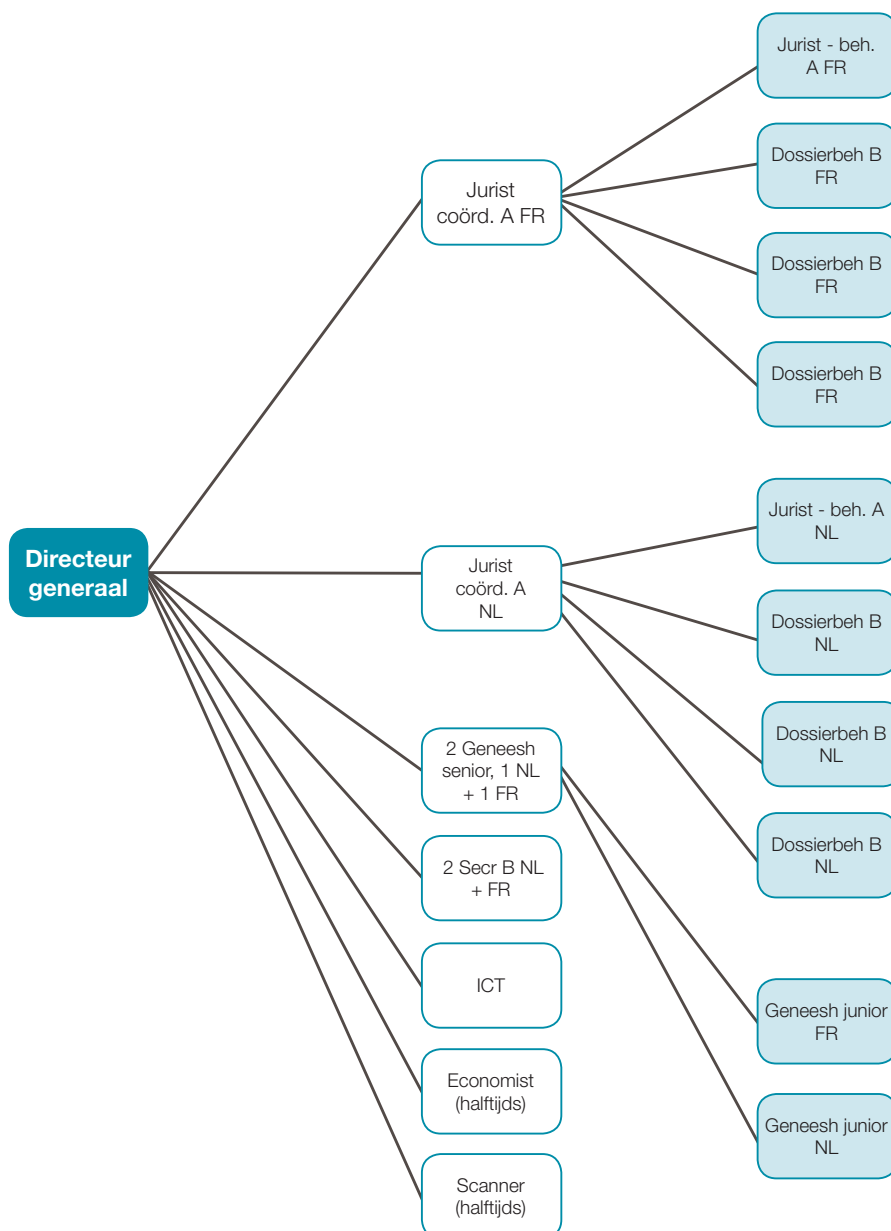 Directeur
generaal
Jurist
coörd. A FR
Jurist - beh.
A FR
Dossierbeh B
FR
Dossierbeh B
FR
Dossierbeh B
FR
Jurist
coörd. A
NL
Jurist - beh. A
NL
Dossierbeh B
NL
Dossierbeh B
NL
Dossierbeh B
NL
2 Geneesh
senior, 1 NL
+ 1 FR
Geneesh junior
FR
Geneesh junior
NL
2 Secr B NL
+ FR
ICT
Economist
(halftijds)
Scanner
(halftijds)